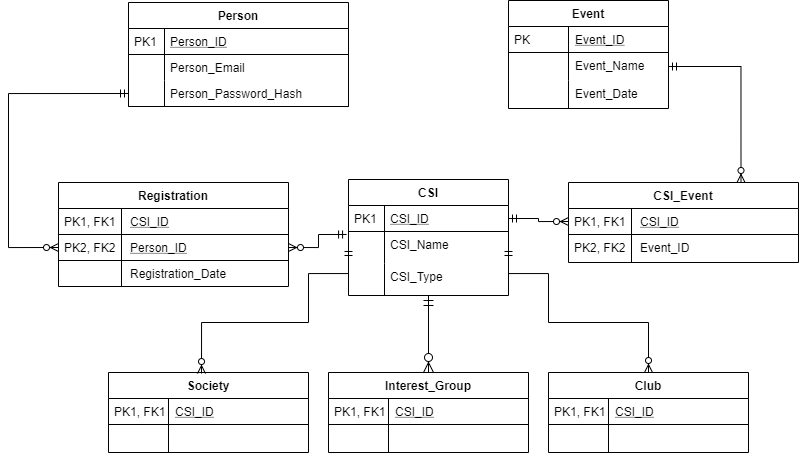 Person
PK1 Person_ID
Person_Email
Person_Password_Hash
Event
PK Event_ID
Event_Name
Event_Date
Registration
PK1, FK1 CSI_ID
PK2, FK2 Person_ID
Registration_Date
CSI
PK1 CSI_ID
CSI_Name
CSI_Type
CSI_Event
PK1, FK1 CSI_ID
PK2, FK2 Event_ID
Society
PK1, FK1 CSI_ID
Interest_Group
PK1, FK1 CSI_ID
Club
PK1, FK1 CSI_ID